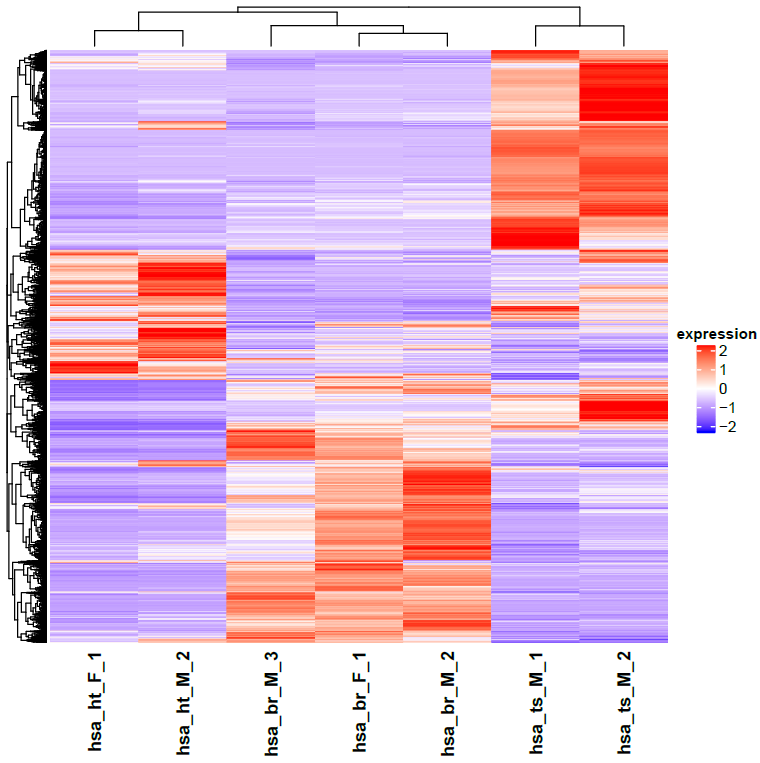 expression
2
1
0
−1
−2
hsa_ht_F_1
hsa_ht_M_2
hsa_br_M_3
hsa_br_F_1
hsa_br_M_2
hsa_ts_M_1
hsa_ts_M_2